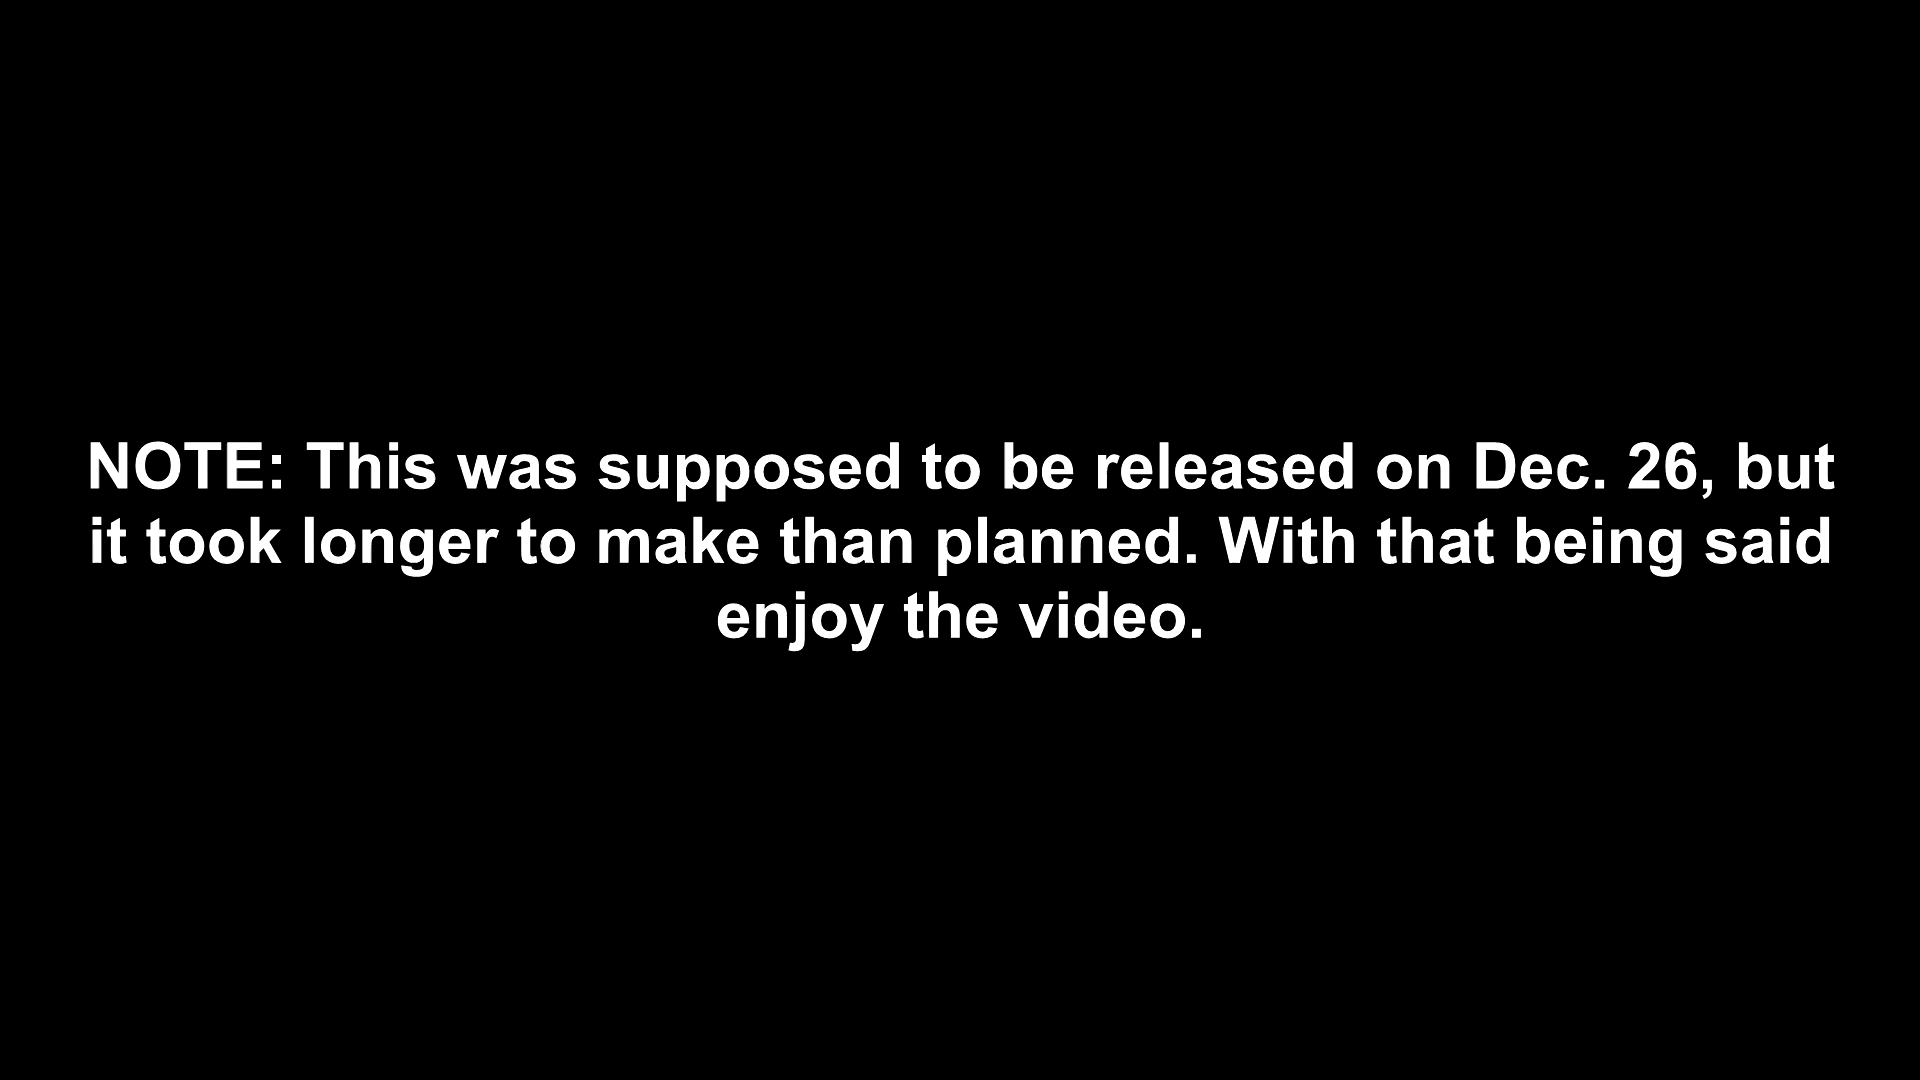 NOTE: This was supposed to be released on Dec. 26, but
it took longer to make than planned. With that being said
enjoy the video.